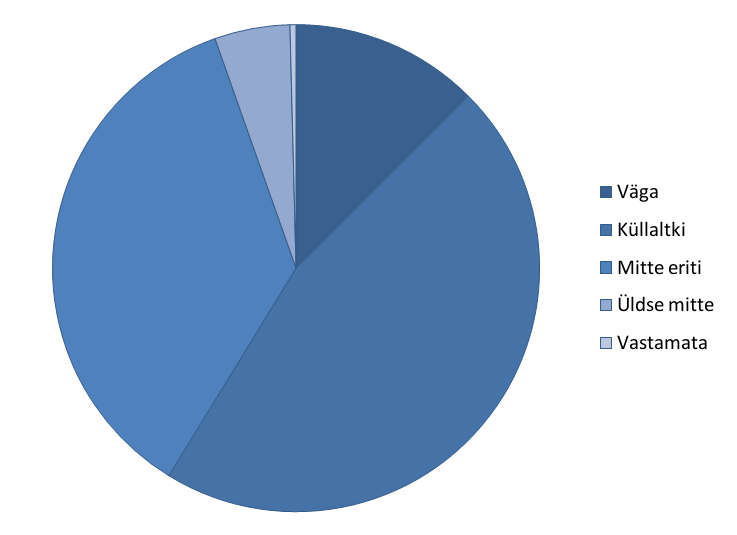 Väga
Küllaltki
Mitte eriti
Üldse mitte
Vastamata